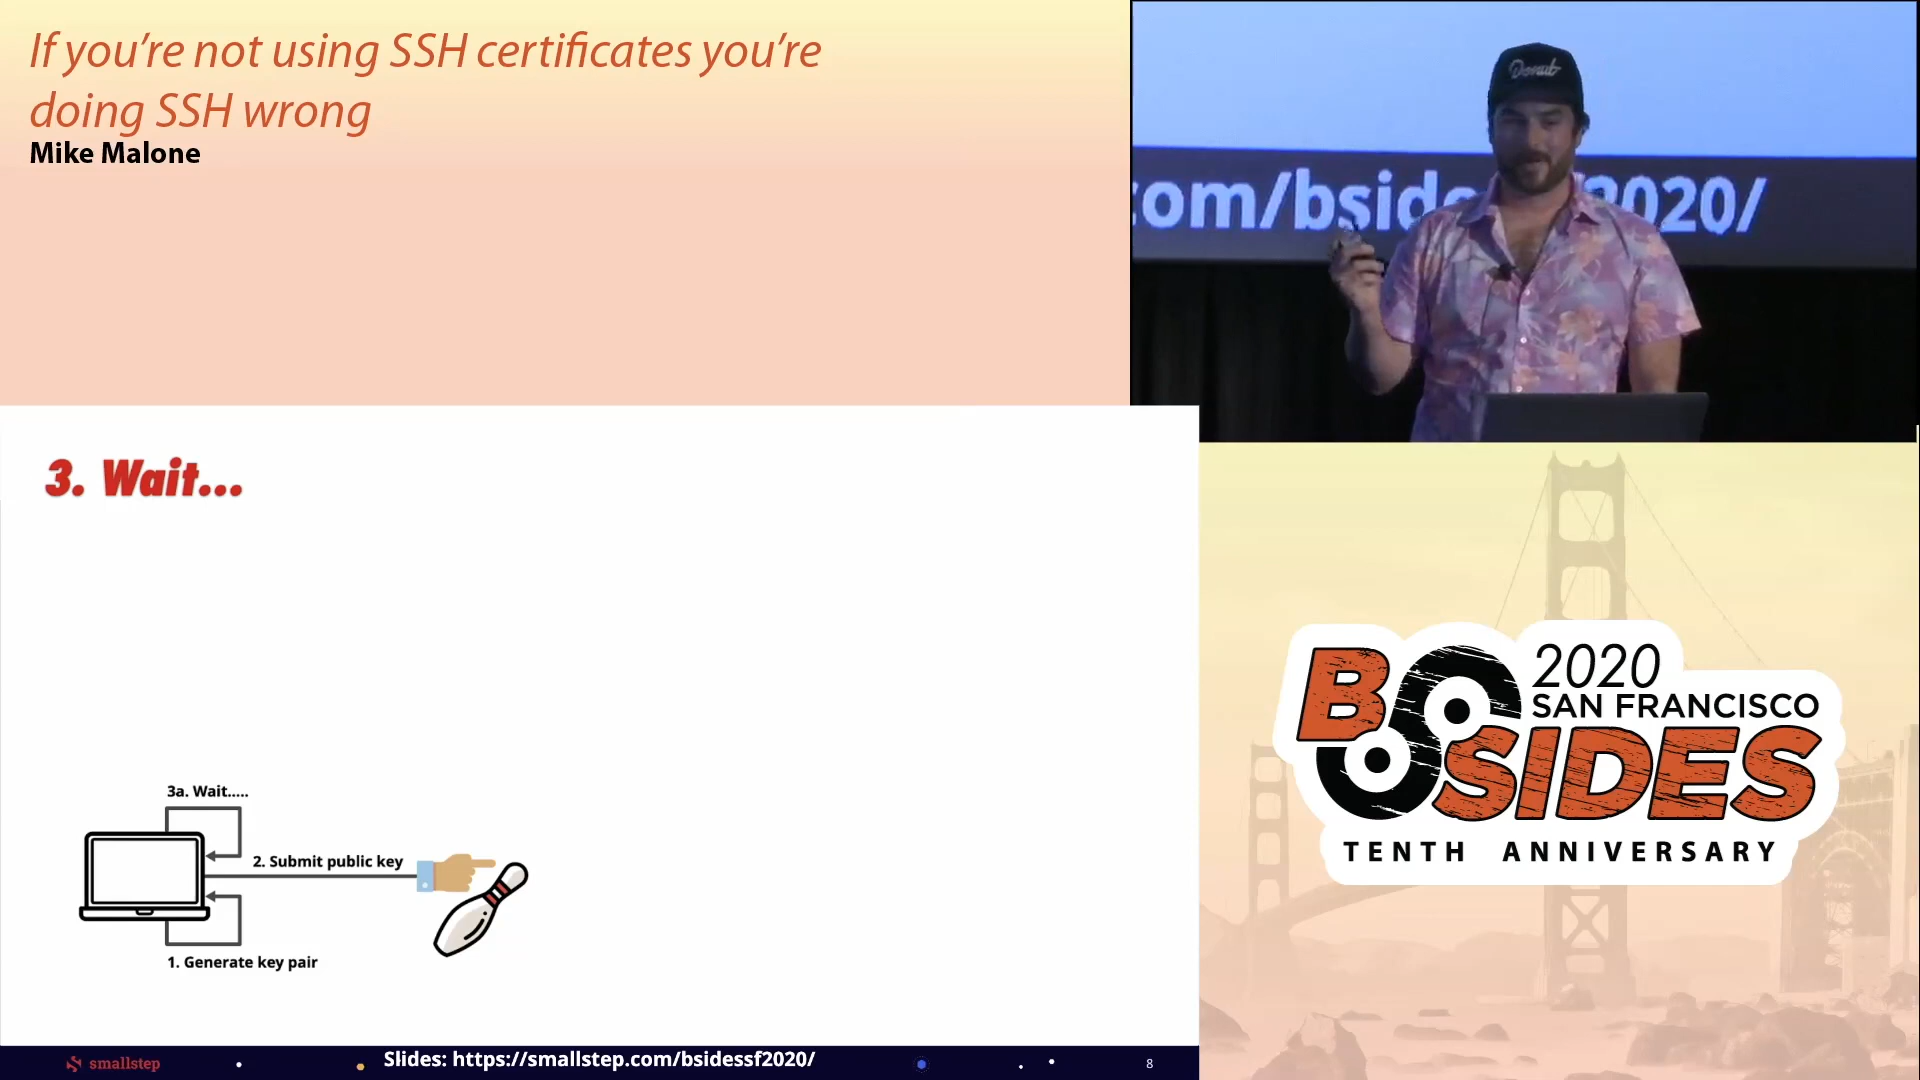 If you're not using SSH certificates you're
doing SSH wrong
Mike Malone
Donut
com/bsid 2020/
3. Wait...
3a. Wait.....
2. Submit public key
1. Generate key pair
smallstep
Slides: https://smallstep.com/bsidessf2020/
8
2020
SAN FRANCISCO
BSIDES
TENTH ANNIVERSARY